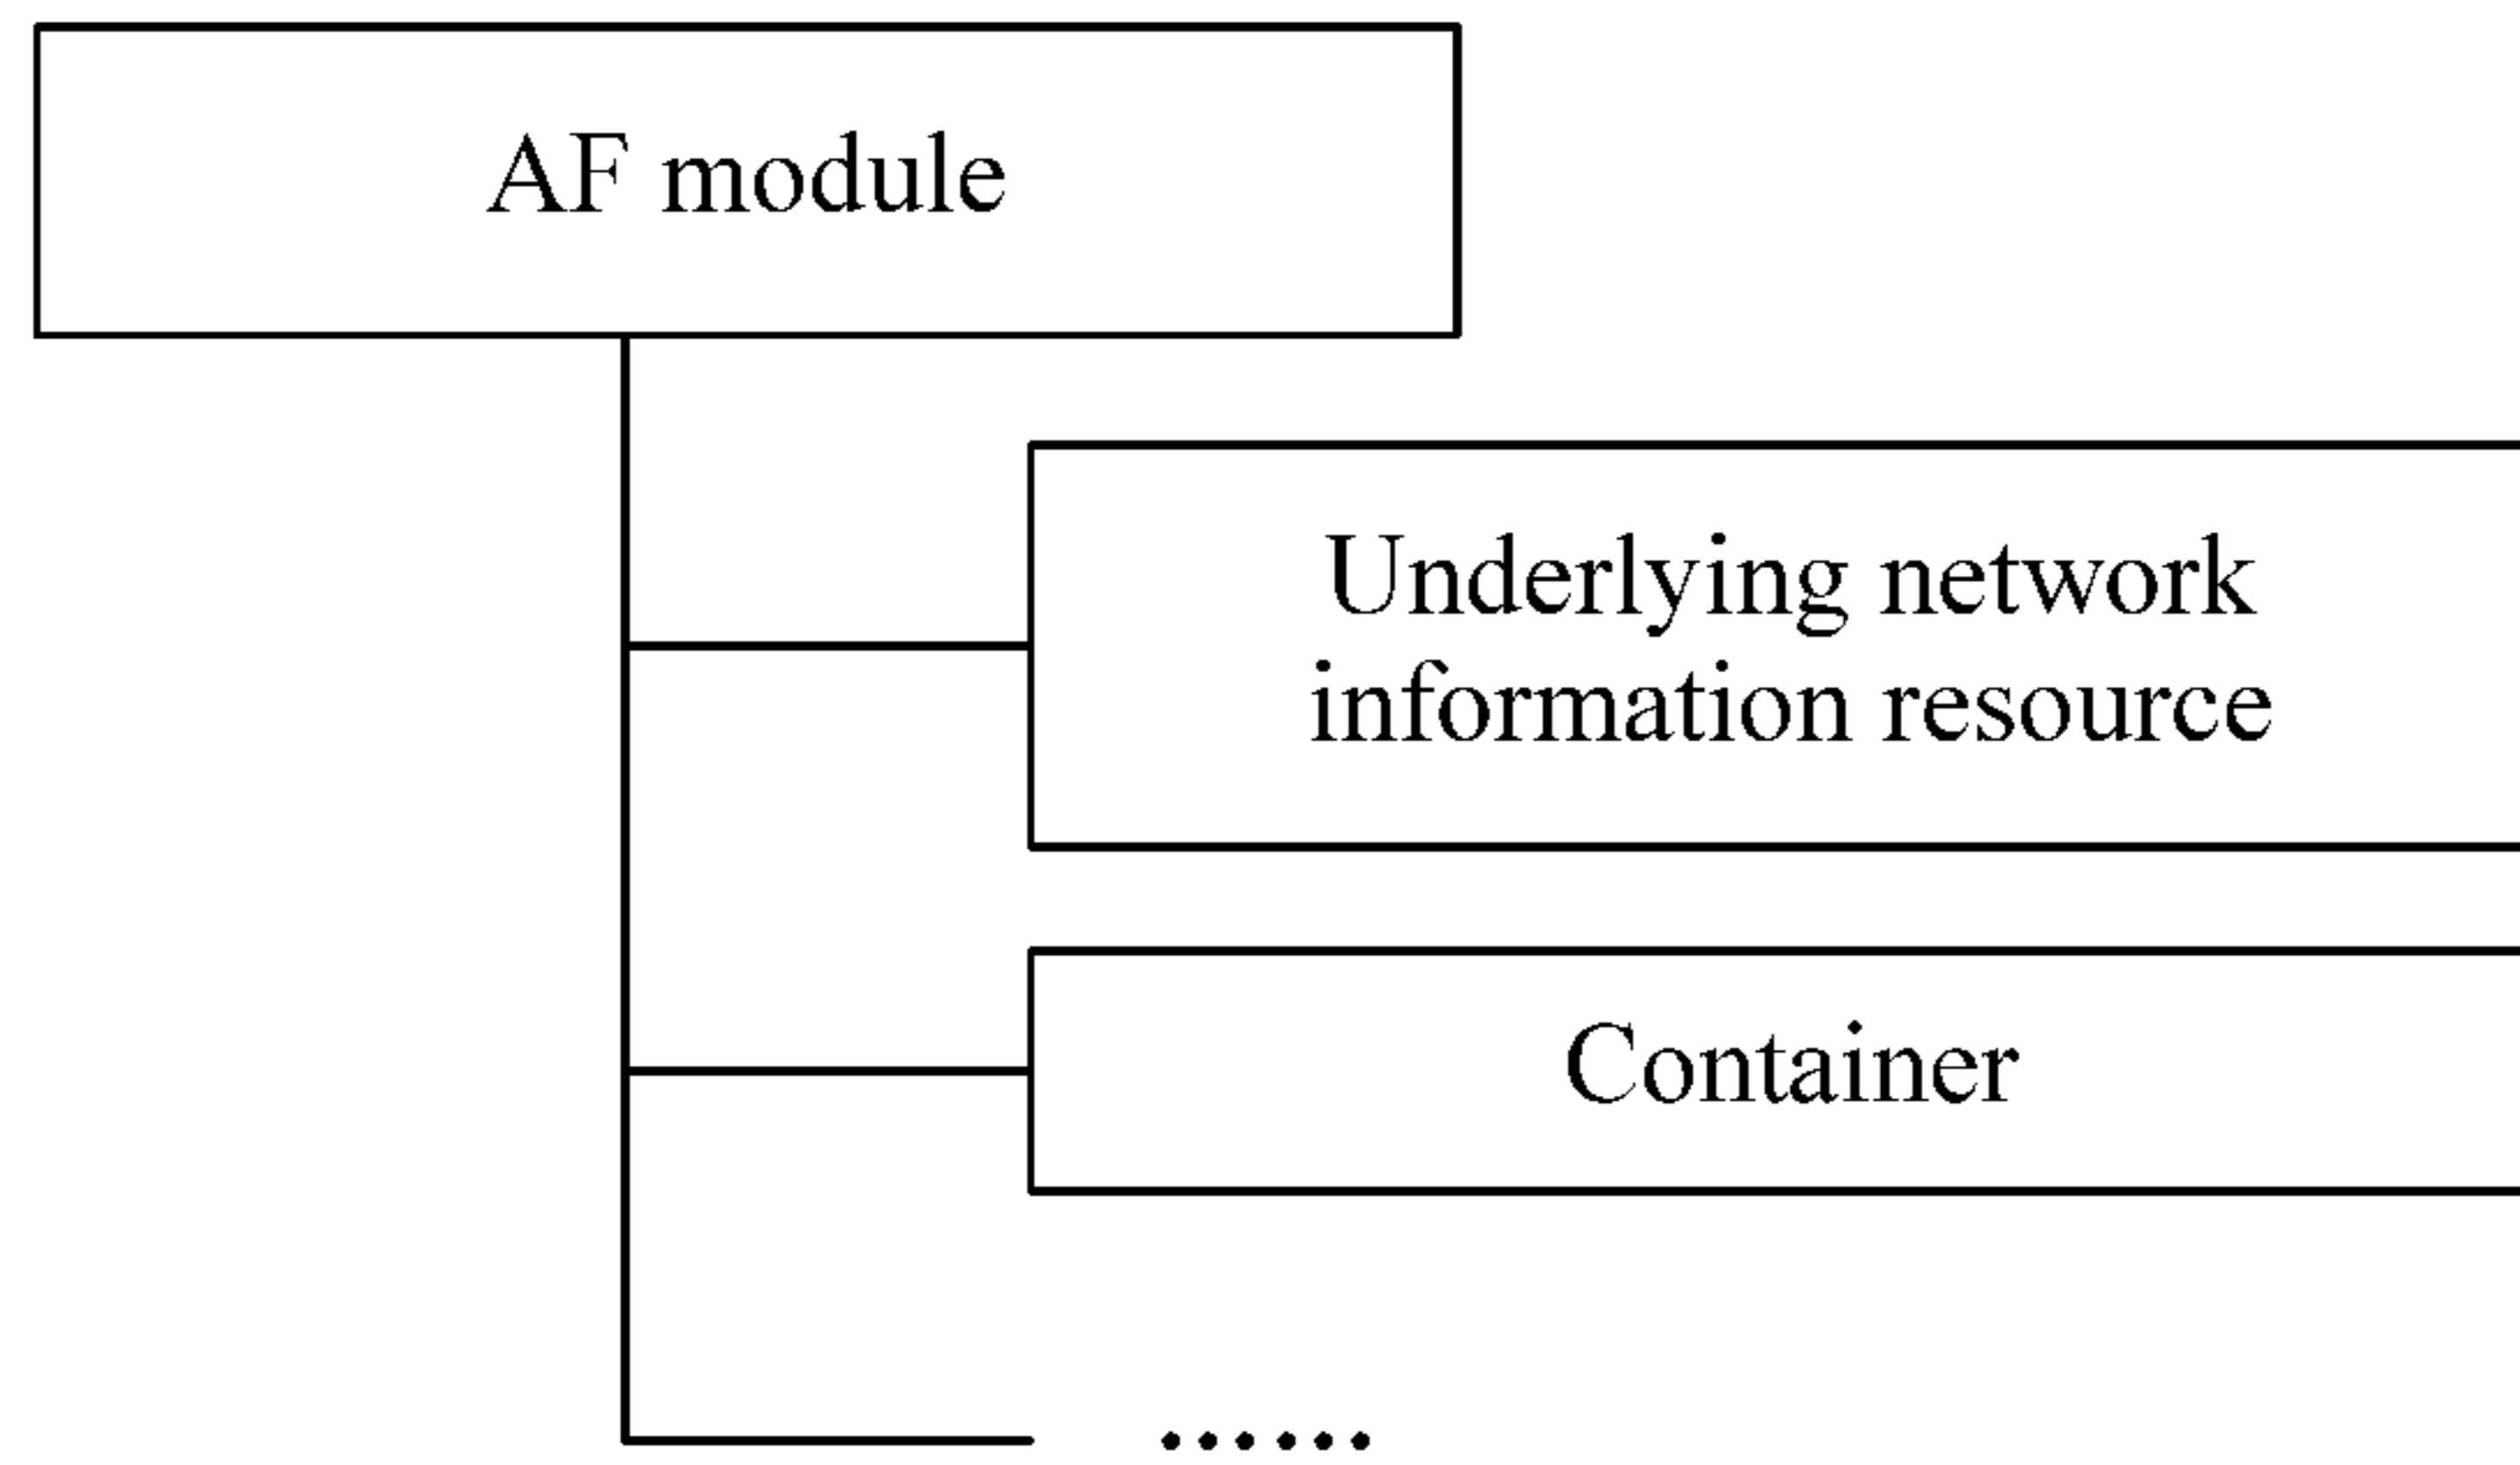 AF module
Underlying network
information resource
Container
......